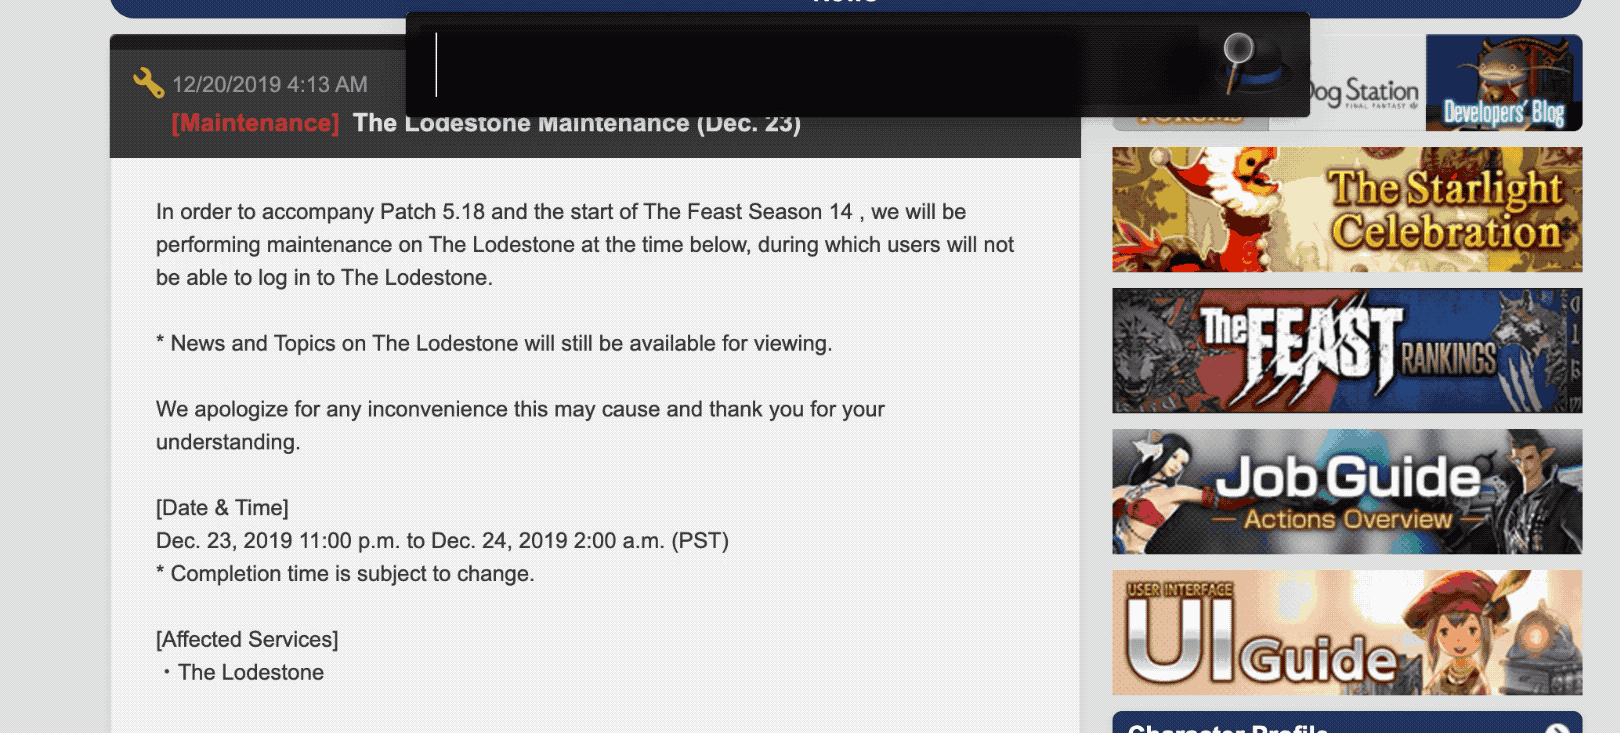 News
12/20/2019 4:13 AM
[Maintenance] The Lodestone Maintenance (Dec. 23)
In order to accompany Patch 5.18 and the start of The Feast Season 14 , we will be
performing maintenance on The Lodestone at the time below, during which users will not
be able to log in to The Lodestone.
* News and Topics on The Lodestone will still be available for viewing.
We apologize for any inconvenience this may cause and thank you for your
understanding.
[Date & Time]
Dec. 23, 2019 11:00 p.m. to Dec. 24, 2019 2:00 a.m. (PST)
* Completion time is subject to change.
[Affected Services]
・The Lodestone
FORUMS
Dog Station
FINAL FANTASY XIV
Developers' Blog
The Starlight
Celebration
The FEAST RANKINGS
Job Guide
Actions Overview
USER INTERFACE
UI Guide
Character Profile